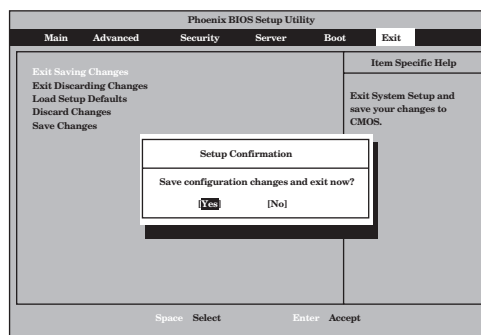 Phoenix BIOS Setup Utility
Main Advanced Security Server Boot Exit
Exit Saving Changes
Exit Discarding Changes
Load Setup Defaults
Discard Changes
Save Changes
Item Specific Help
Exit System Setup and
save your changes to
CMOS.
Setup Confirmation
Save configuration changes and exit now?
[Yes] [No]
Space Select Enter Accept